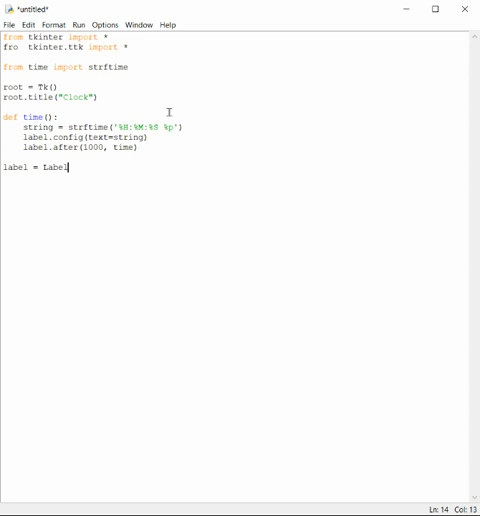 *untitled*
File Edit Format Run Options Window Help
from tkinter import *
fro tkinter.ttk import *
from time import strftime
root = Tk()
root.title("Clock")
def time():
    string = strftime('%H:%M:%S %p')
    label.config(text=string)
    label.after(1000, time)
label = Label
Ln: 14 Col: 13